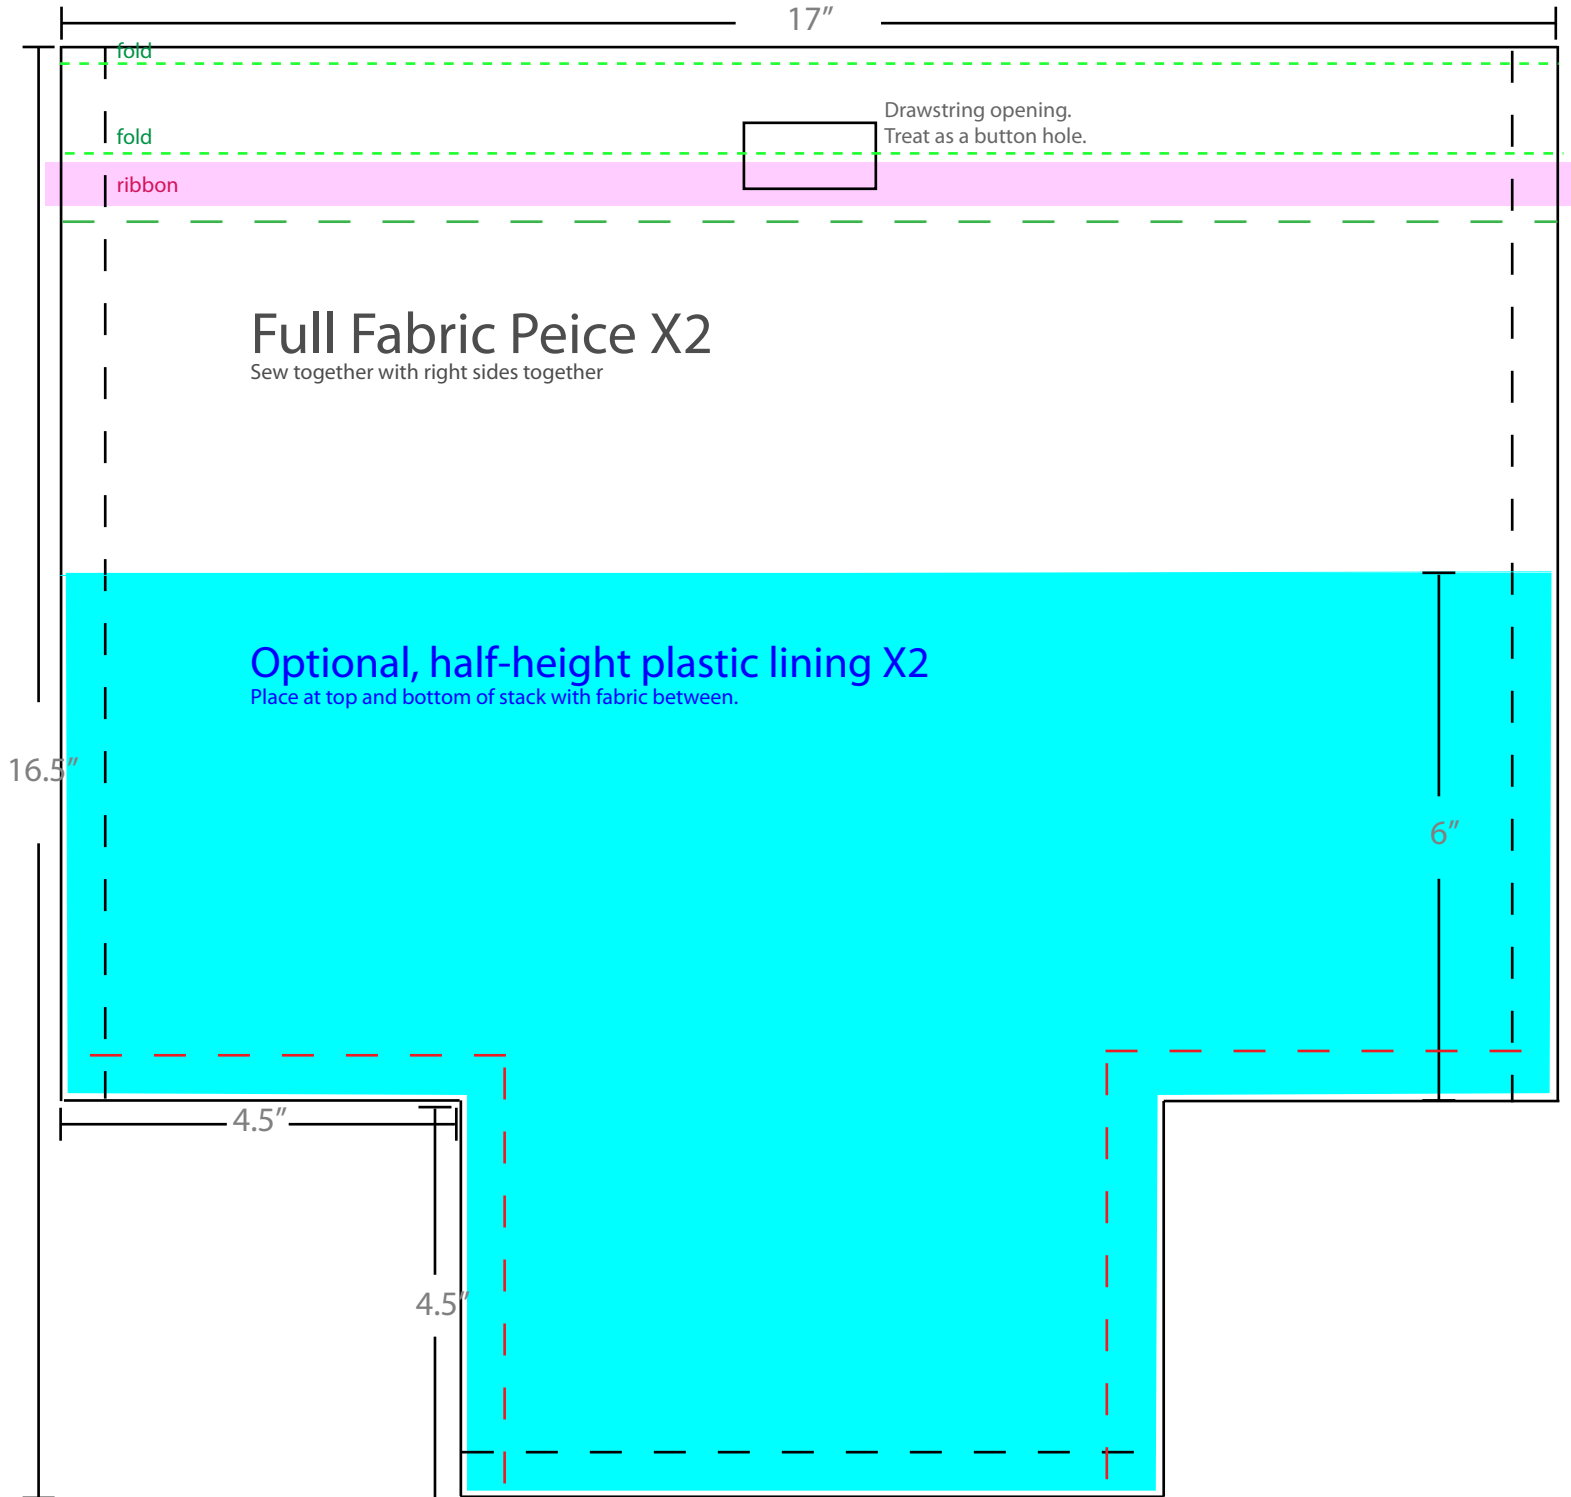 17″
fold
Drawstring opening.
Treat as a button hole.
fold
ribbon
Full Fabric Peice X2
Sew together with right sides together
Optional, half-height plastic lining X2
Place at top and bottom of stack with fabric between.
16.5″
6″
4.5″
4.5″